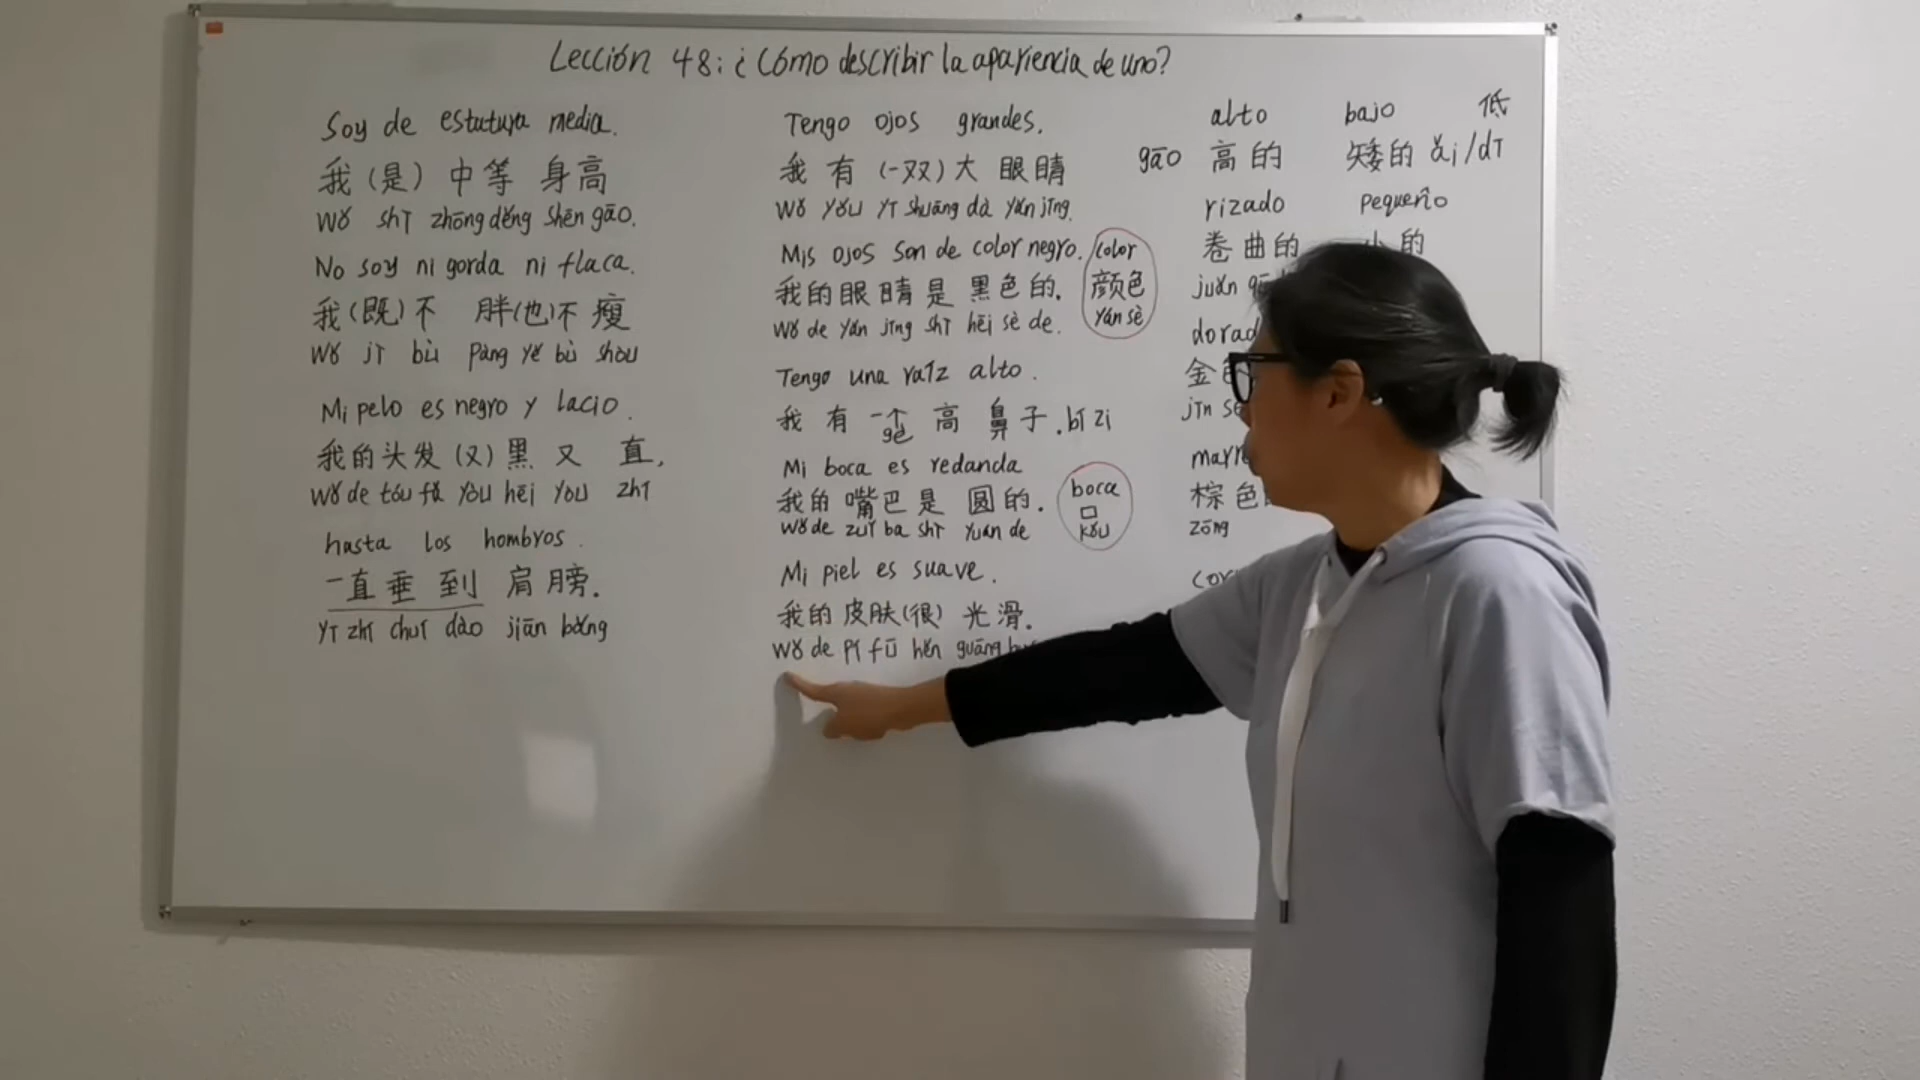 Lección 48: ¿Cómo describir la apariencia de uno?
Soy de estatura media.
我(是) 中等 身高
Wǒ shì zhōng děng shēn gāo.
No soy ni gorda ni flaca.
我(既)不 胖(也)不 瘦
Wǒ jì bù pàng yě bù shòu
Mi pelo es negro y lacio.
我的头发(又)黑 又 直,
Wǒ de tóu fǎ yòu hēi yòu zhí
hasta los hombros.
一直垂 到 肩膀.
Yī zhí chuí dào jiān bǎng
Tengo ojos grandes.
我 有 (一双)大 眼睛
Wǒ yǒu yī shuāng dà yǎn jīng.
Mis ojos son de color negro.
我的眼睛是 黑色的.
Wǒ de yǎn jīng shì hēi sè de.
color
颜色
Yán sè
Tengo una raíz alto.
我 有 一个 高 鼻子. bí zi
gè
Mi boca es redanda
我的 嘴巴是 圆的.
Wǒ de zuǐ ba shì yuán de
boca
口
kǒu
Mi piel es suave.
我的皮肤(很) 光滑.
Wǒ de pí fū hěn guāng
alto bajo 低
gāo 高的 矮的 ǎi/dī
rizado pequeño
卷曲的 小的
juǎn
金
jīn
棕色
zōng